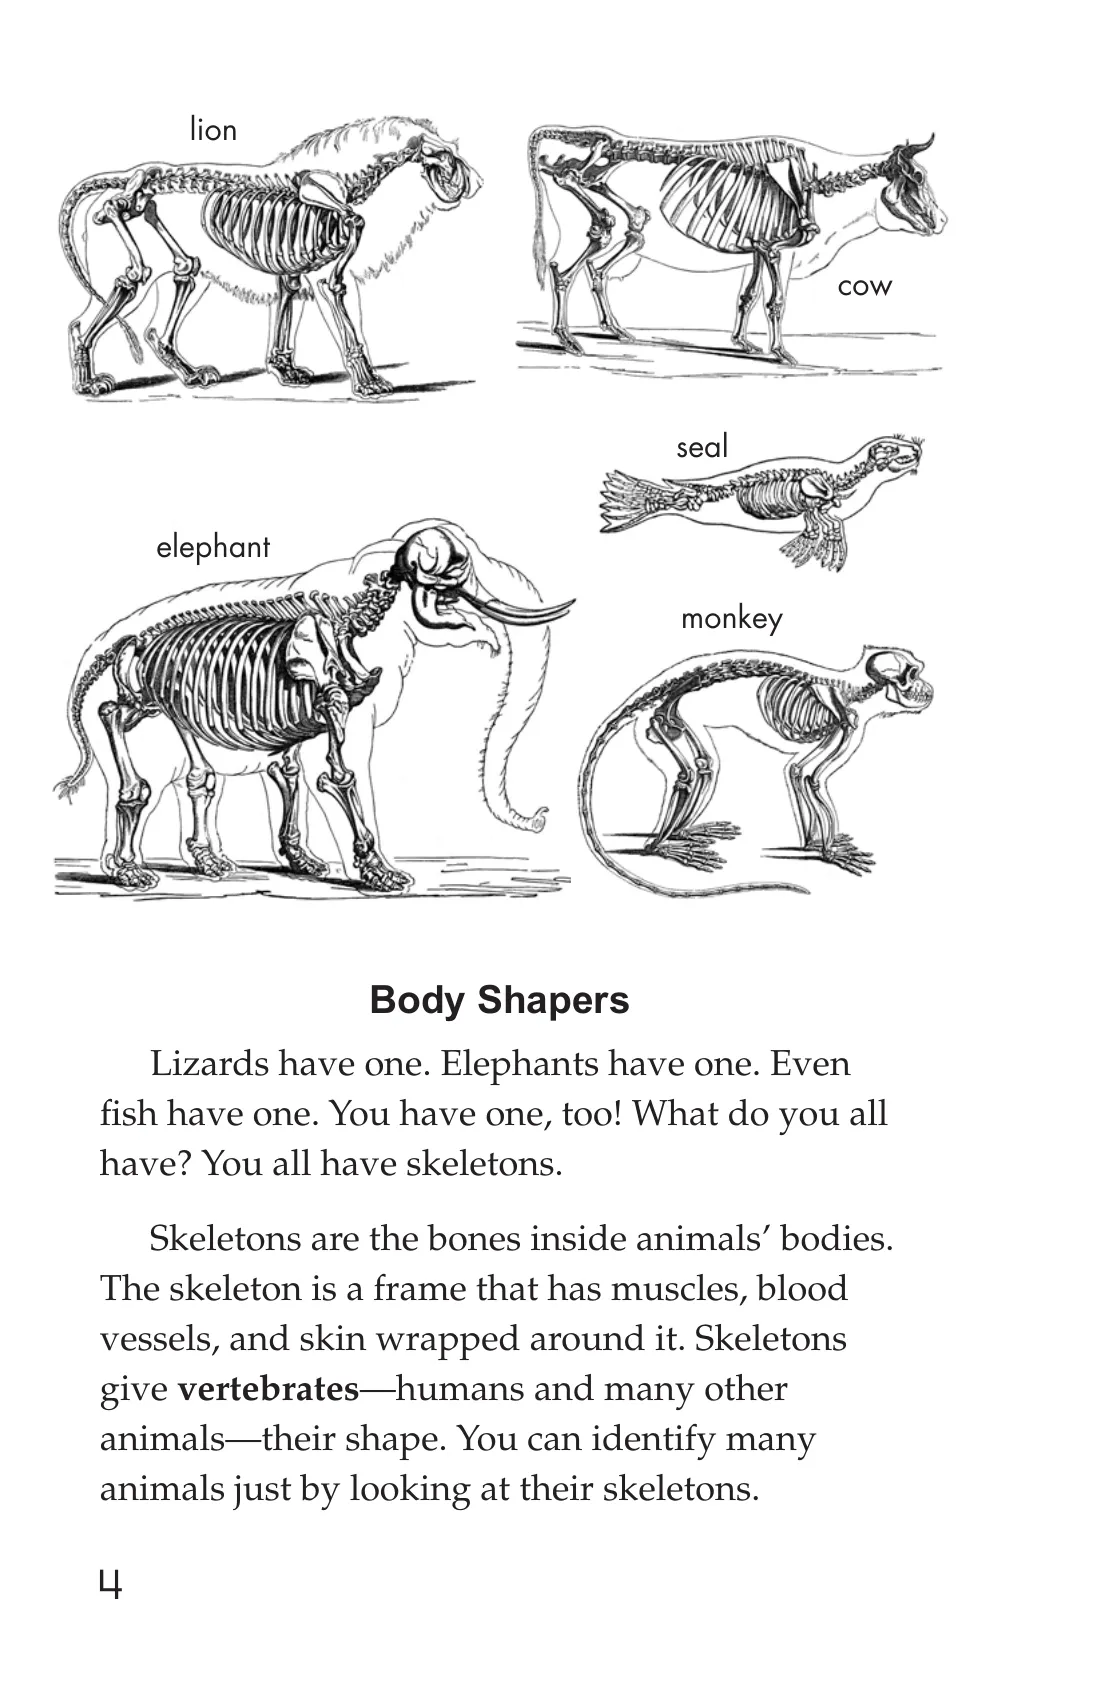 lion
cow
seal
elephant
monkey
Body Shapers
Lizards have one. Elephants have one. Even
fish have one. You have one, too! What do you all
have? You all have skeletons.
Skeletons are the bones inside animals’ bodies.
The skeleton is a frame that has muscles, blood
vessels, and skin wrapped around it. Skeletons
give vertebrates—humans and many other
animals—their shape. You can identify many
animals just by looking at their skeletons.
4